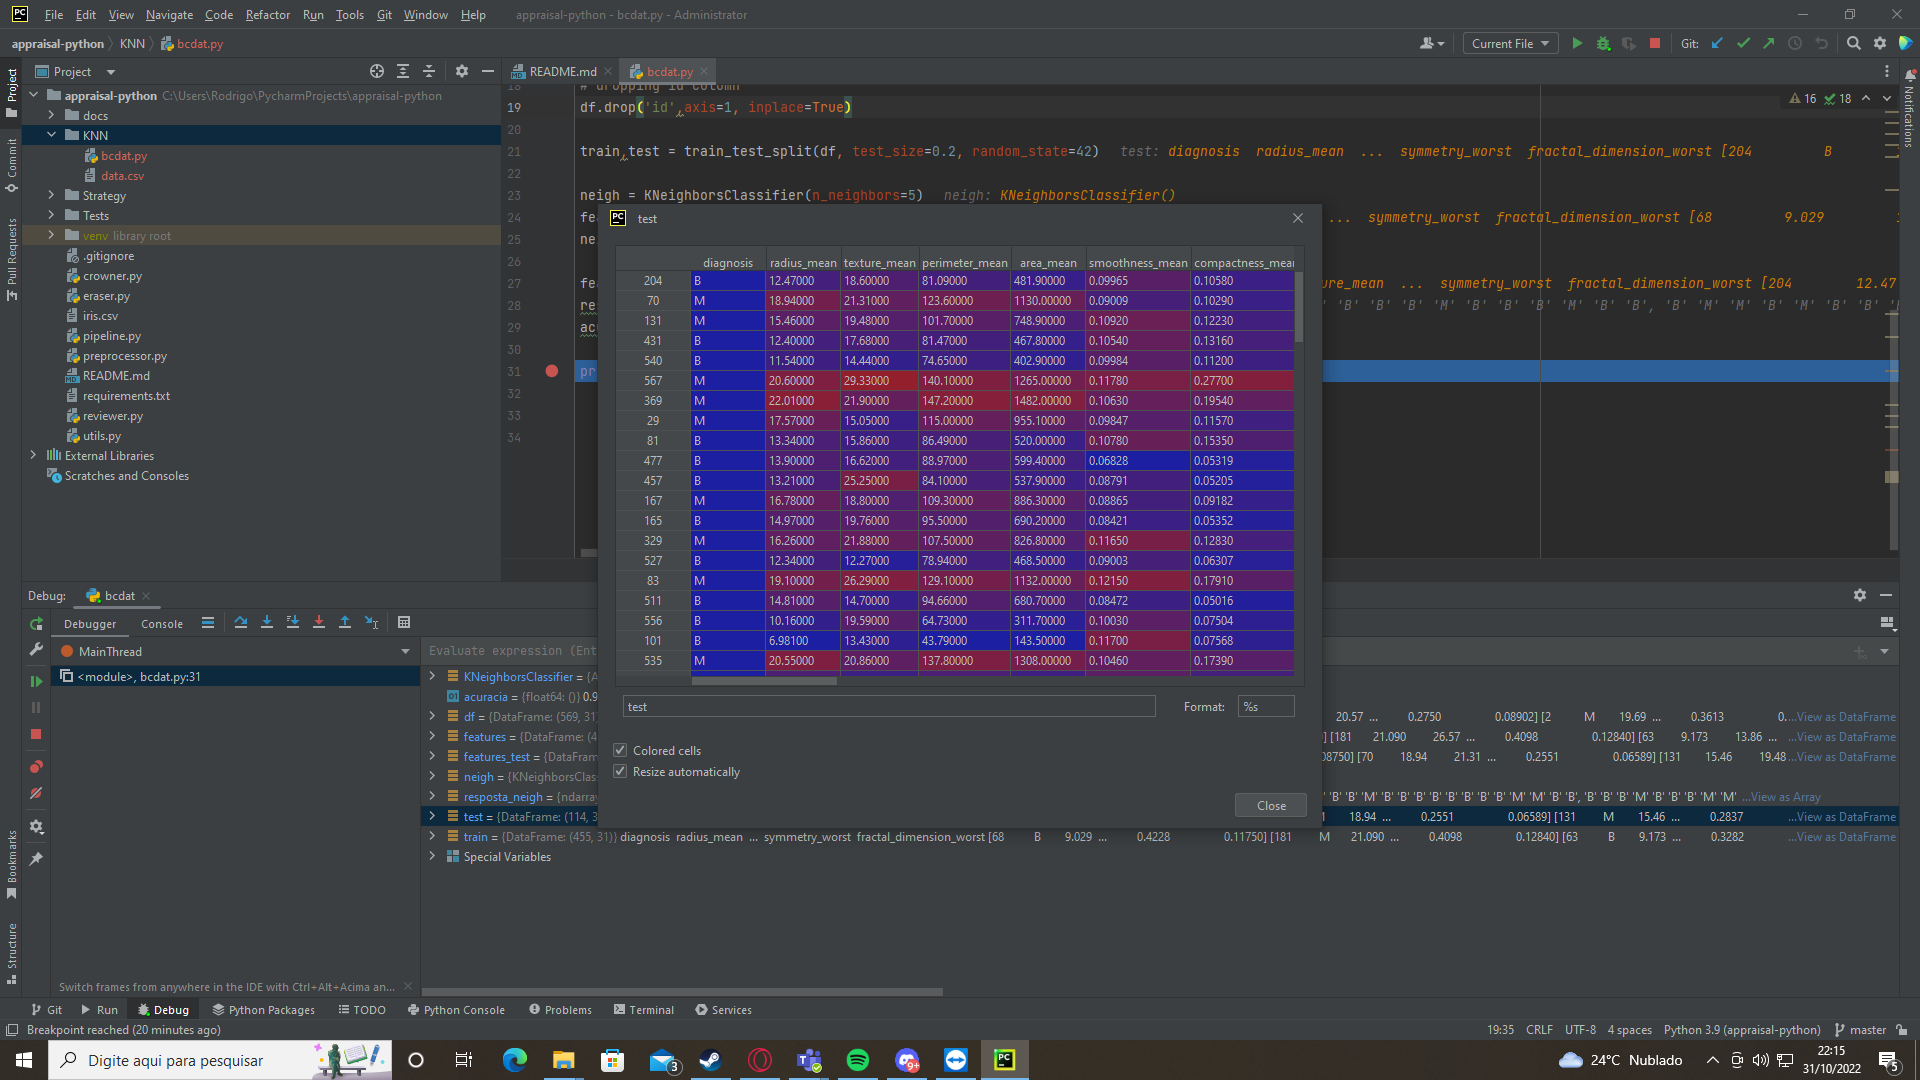 File Edit View Navigate Code Refactor Run Tools Git Window Help appraisal-python - bcdat.py - Administrator
appraisal-python KNN bcdat.py Current File Git:
Project README.md bcdat.py
appraisal-python C:\Users\Rodrigo\PycharmProjects\appraisal-python
docs
KNN
bcdat.py
data.csv
Strategy
Tests
venv library root
.gitignore
crowner.py
eraser.py
iris.csv
pipeline.py
preprocessor.py
README.md
requirements.txt
reviewer.py
utils.py
External Libraries
Scratches and Consoles
Project
Commit
Pull Requests
Bookmarks
Structure
Notifications
16 18
18 # dropping id column
19 df.drop('id',axis=1, inplace=True)
20
21 train,test = train_test_split(df, test_size=0.2, random_state=42) test: diagnosis radius_mean ... symmetry_worst fractal_dimension_worst [204 B
22
23 neigh = KNeighborsClassifier(n_neighbors=5) neigh: KNeighborsClassifier()
24 fea ... symmetry_worst fractal_dimension_worst [68 9.029
25 nei
26
27 fea ure_mean ... symmetry_worst fractal_dimension_worst [204 12.47
28 res ' 'B' 'B' 'B' 'M' 'B' 'B' 'B' 'M' 'B' 'B', 'B' 'M' 'M' 'M' 'B' 'B'
29 acu
30
31 pr
32
33
34
test
diagnosis radius_mean texture_mean perimeter_mean area_mean smoothness_mean compactness_mean
204 B 12.47000 18.60000 81.09000 481.90000 0.09965 0.10580
70 M 18.94000 21.31000 123.60000 1130.00000 0.09009 0.10290
131 M 15.46000 19.48000 101.70000 748.90000 0.10920 0.12230
431 B 12.40000 17.68000 81.47000 467.80000 0.10540 0.13160
540 B 11.54000 14.44000 74.65000 402.90000 0.09984 0.11200
567 M 20.60000 29.33000 140.10000 1265.00000 0.11780 0.27700
369 M 22.01000 21.90000 147.20000 1482.00000 0.10630 0.19540
29 M 17.57000 15.05000 115.00000 955.10000 0.09847 0.11570
81 B 13.34000 15.86000 86.49000 520.00000 0.10780 0.15350
477 B 13.90000 16.62000 88.97000 599.40000 0.06828 0.05319
457 B 13.21000 25.25000 84.10000 537.90000 0.08791 0.05205
167 M 16.78000 18.80000 109.30000 886.30000 0.08865 0.09182
165 B 14.97000 19.76000 95.50000 690.20000 0.08421 0.05352
329 M 16.26000 21.88000 107.50000 826.80000 0.11650 0.12830
527 B 12.34000 12.27000 78.94000 468.50000 0.09003 0.06307
83 M 19.10000 26.29000 129.10000 1132.00000 0.12150 0.17910
511 B 14.81000 14.70000 94.66000 680.70000 0.08472 0.05016
556 B 10.16000 19.59000 64.73000 311.70000 0.10030 0.07504
101 B 6.98100 13.43000 43.79000 143.50000 0.11700 0.07568
535 M 20.55000 20.86000 137.80000 1308.00000 0.10460 0.17390
test Format: %s
Colored cells
Resize automatically
Close
Debug: bcdat
Debugger Console
MainThread
<module>, bcdat.py:31
Evaluate expression (Ent
KNeighborsClassifier = {A
acuracia = {float64: ()} 0.9
df = {DataFrame: (569, 31) 20.57 ... 0.2750 0.08902] [2 M 19.69 ... 0.3613 0....View as DataFrame
features = {DataFrame: (4 [181 21.090 26.57 ... 0.4098 0.12840] [63 9.173 13.86 ...View as DataFrame
features_test = {DataFram 08750] [70 18.94 21.31 ... 0.2551 0.06589] [131 15.46 19.48...View as DataFrame
neigh = {KNeighborsClass
resposta_neigh = {ndarray 'B' 'B' 'M' 'B' 'B' 'B' 'B' 'B' 'B' 'B' 'B' 'M' 'M' 'B' 'B', 'B' 'B' 'B' 'M' 'B' 'B' 'B' 'M' 'M' ...View as Array
test = {DataFrame: (114, 3 18.94 ... 0.2551 0.06589] [131 M 15.46 ... 0.2837 ...View as DataFrame
train = {DataFrame: (455, 31)} diagnosis radius_mean ... symmetry_worst fractal_dimension_worst [68 B 9.029 ... 0.4228 0.11750] [181 M 21.090 ... 0.4098 0.12840] [63 B 9.173 ... 0.3282 ...View as DataFrame
Special Variables
Switch frames from anywhere in the IDE with Ctrl+Alt+Acima an...
Git Run Debug Python Packages TODO Python Console Problems Terminal Services
Breakpoint reached (20 minutes ago) 19:35 CRLF UTF-8 4 spaces Python 3.9 (appraisal-python) master
Digite aqui para pesquisar 3 9+ 24°C Nublado 22:15
31/10/2022 5